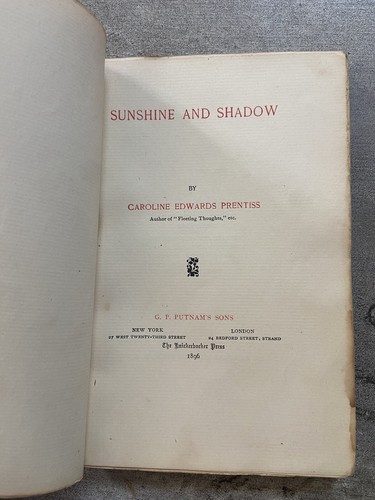 SUNSHINE AND SHADOW
BY
CAROLINE EDWARDS PRENTISS
Author of "Fleeting Thoughts," etc.
G. P. PUTNAM'S SONS
NEW YORK LONDON
27 WEST TWENTY-THIRD STREET 24 BEDFORD STREET, STRAND
The Knickerbocker Press
1896